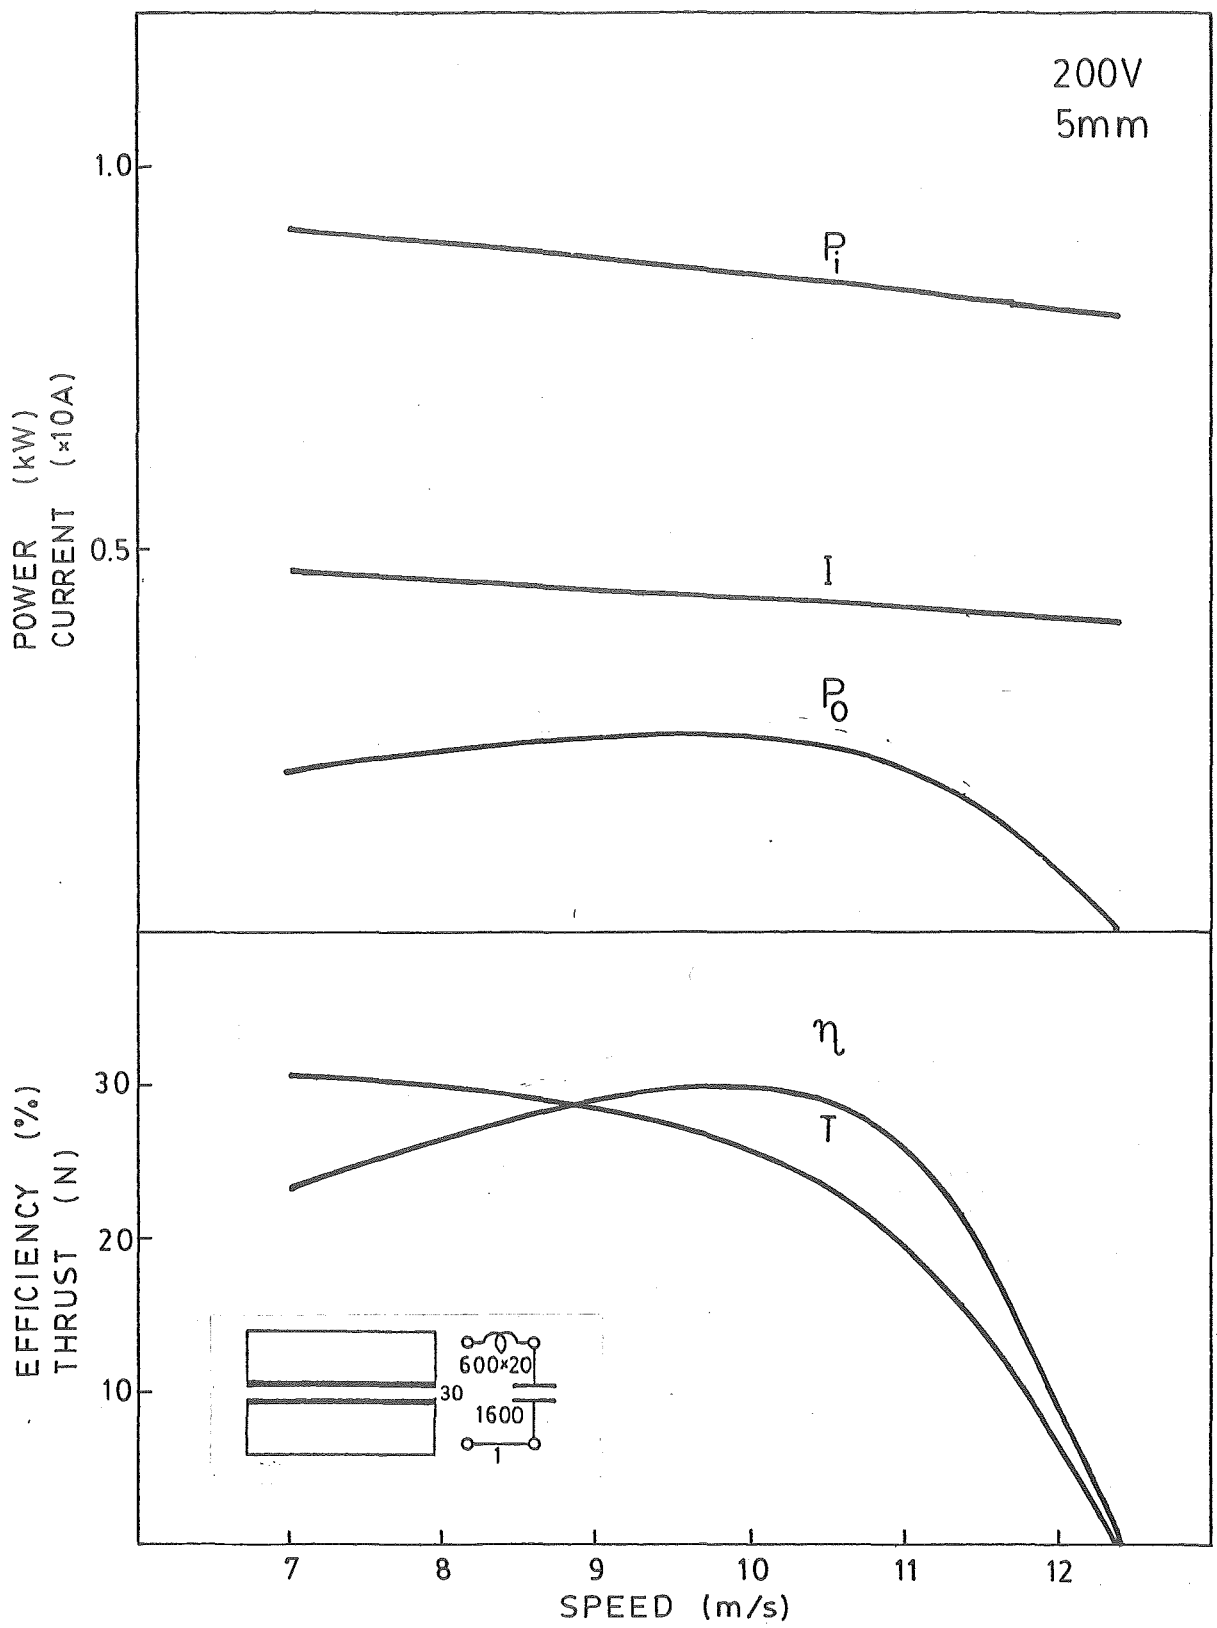 200V
5mm
1.0
0.5
POWER (kW)
CURRENT (×10A)
Pi
I
P0
30
20
10
EFFICIENCY (%)
THRUST (N)
η
T
600×20
30
1600
1
7 8 9 10 11 12
SPEED (m/s)